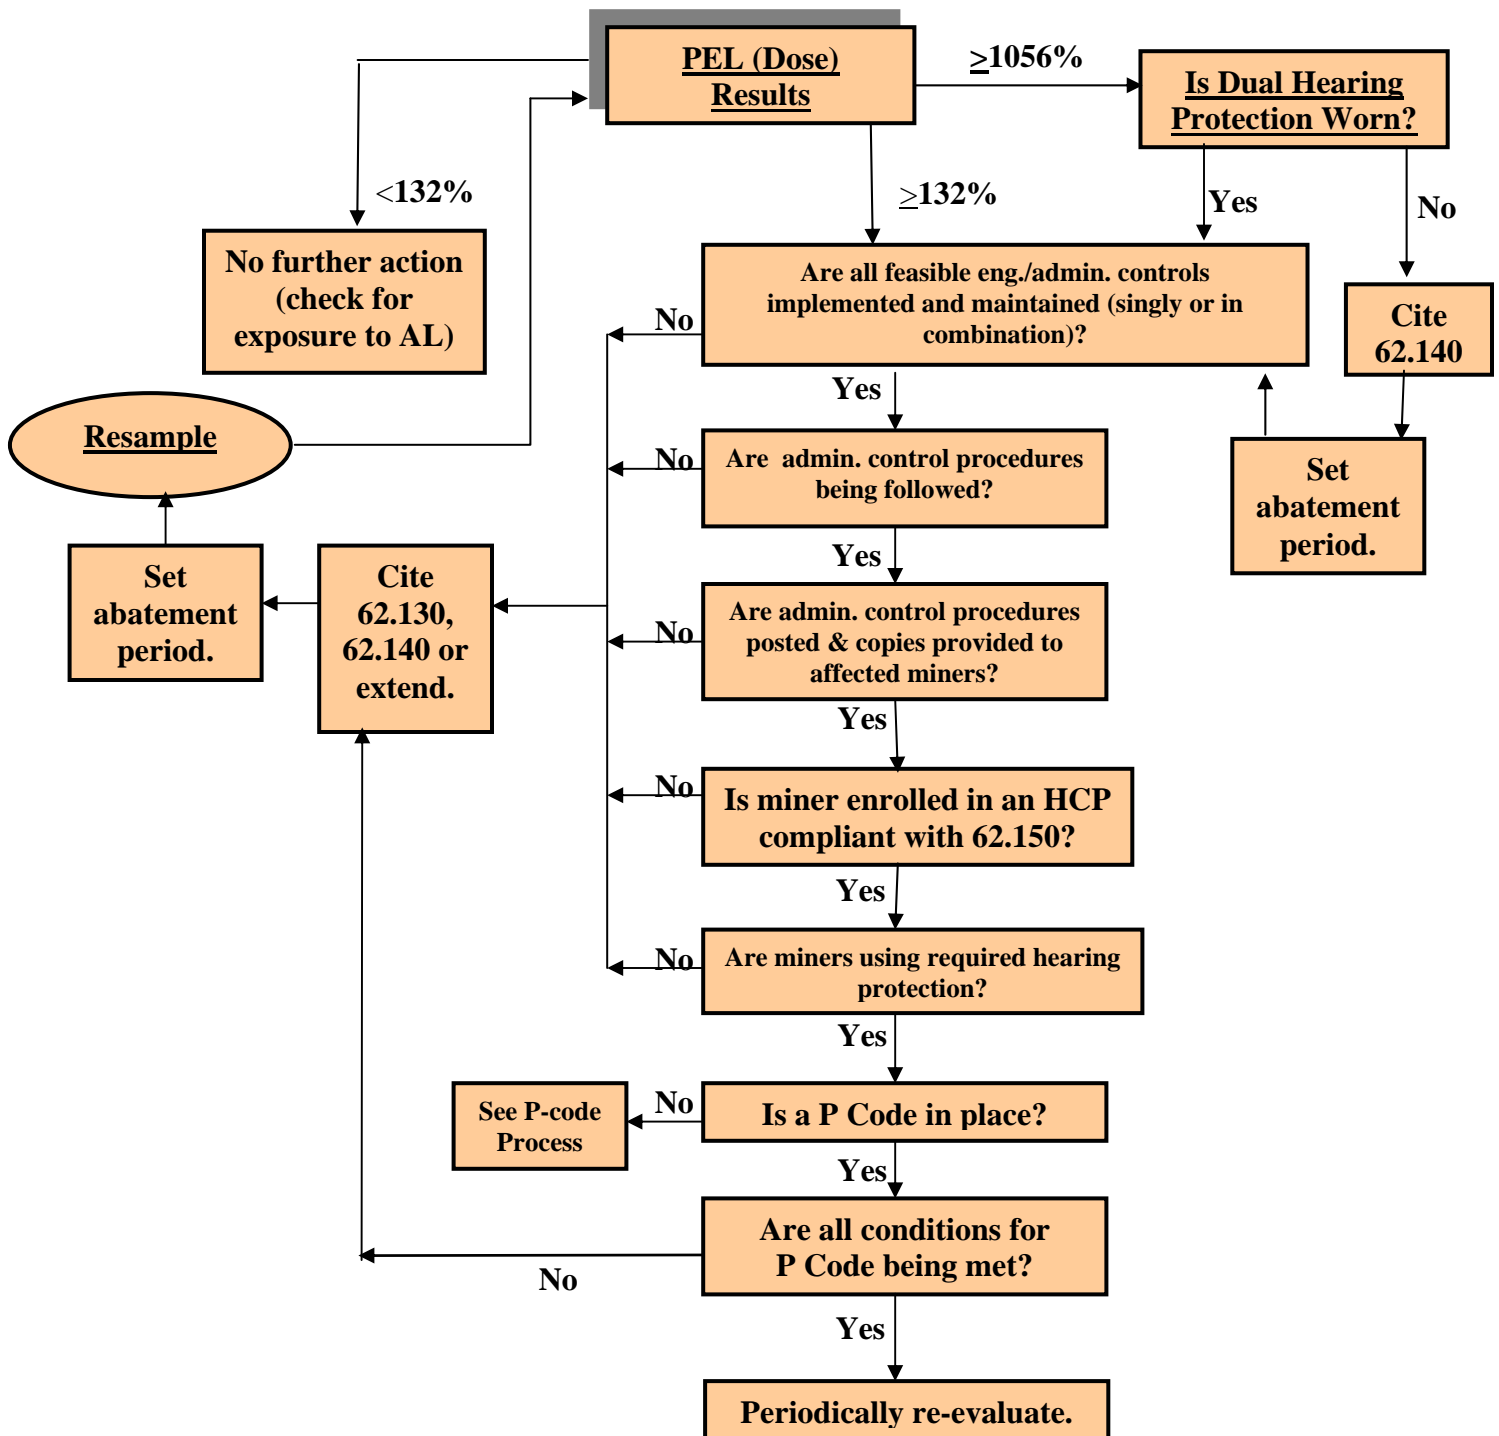 PEL (Dose)
Results
≥1056%
Is Dual Hearing
Protection Worn?
<132%
≥132%
Yes
No
No further action
(check for
exposure to AL)
Are all feasible eng./admin. controls
implemented and maintained (singly or in
combination)?
No
Cite
62.140
Yes
Resample
No
Are admin. control procedures
being followed?
Set
abatement
period.
Yes
Set
abatement
period.
Cite
62.130,
62.140 or
extend.
No
Are admin. control procedures
posted & copies provided to
affected miners?
Yes
No
Is miner enrolled in an HCP
compliant with 62.150?
Yes
No
Are miners using required hearing
protection?
Yes
See P-code
Process
No
Is a P Code in place?
Yes
Are all conditions for
P Code being met?
No
Yes
Periodically re-evaluate.